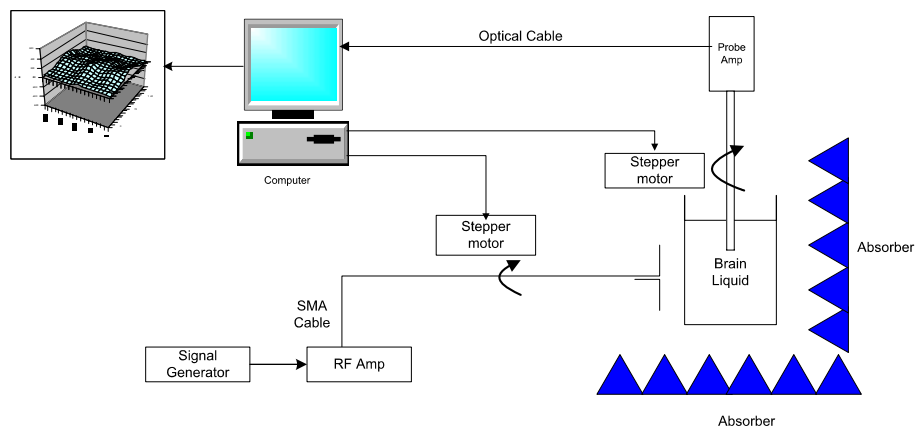 Optical Cable
Probe
Amp
Stepper
motor
Computer
Stepper
motor
Absorber
Brain
Liquid
SMA
Cable
Signal
Generator
RF Amp
Absorber